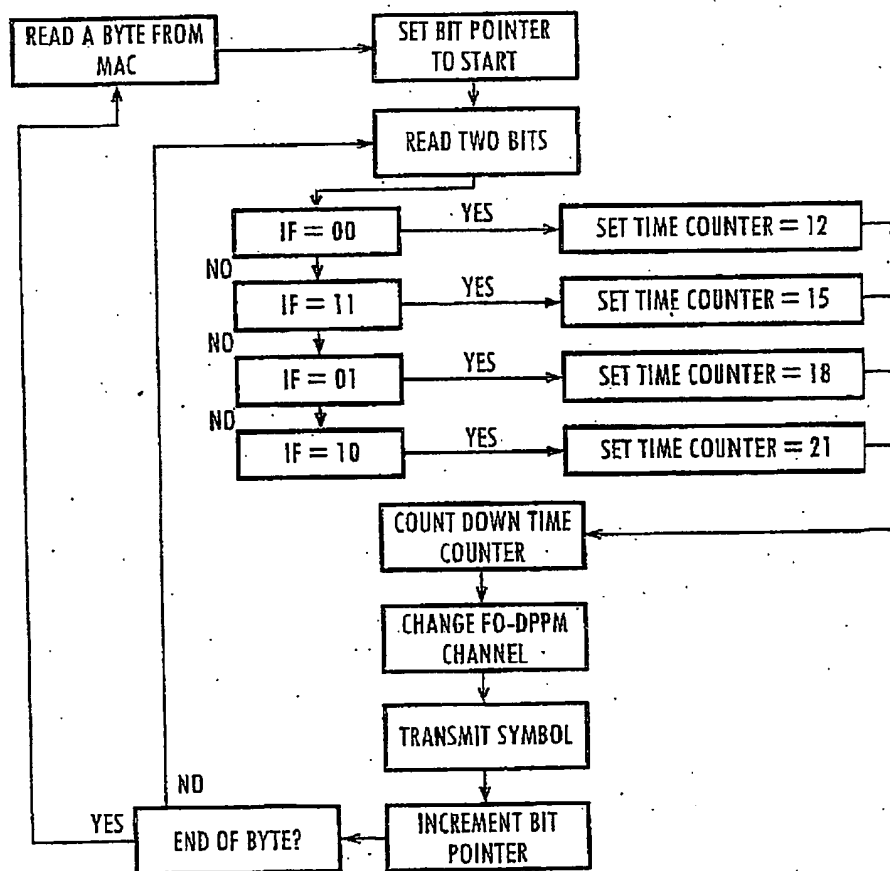 READ A BYTE FROM
MAC
SET BIT POINTER
TO START
READ TWO BITS
IF = 00
YES
SET TIME COUNTER = 12
NO
IF = 11
YES
SET TIME COUNTER = 15
NO
IF = 01
YES
SET TIME COUNTER = 18
NO
IF = 10
YES
SET TIME COUNTER = 21
COUNT DOWN TIME
COUNTER
CHANGE FO-DPPM
CHANNEL
TRANSMIT SYMBOL
INCREMENT BIT
POINTER
NO
YES
END OF BYTE?